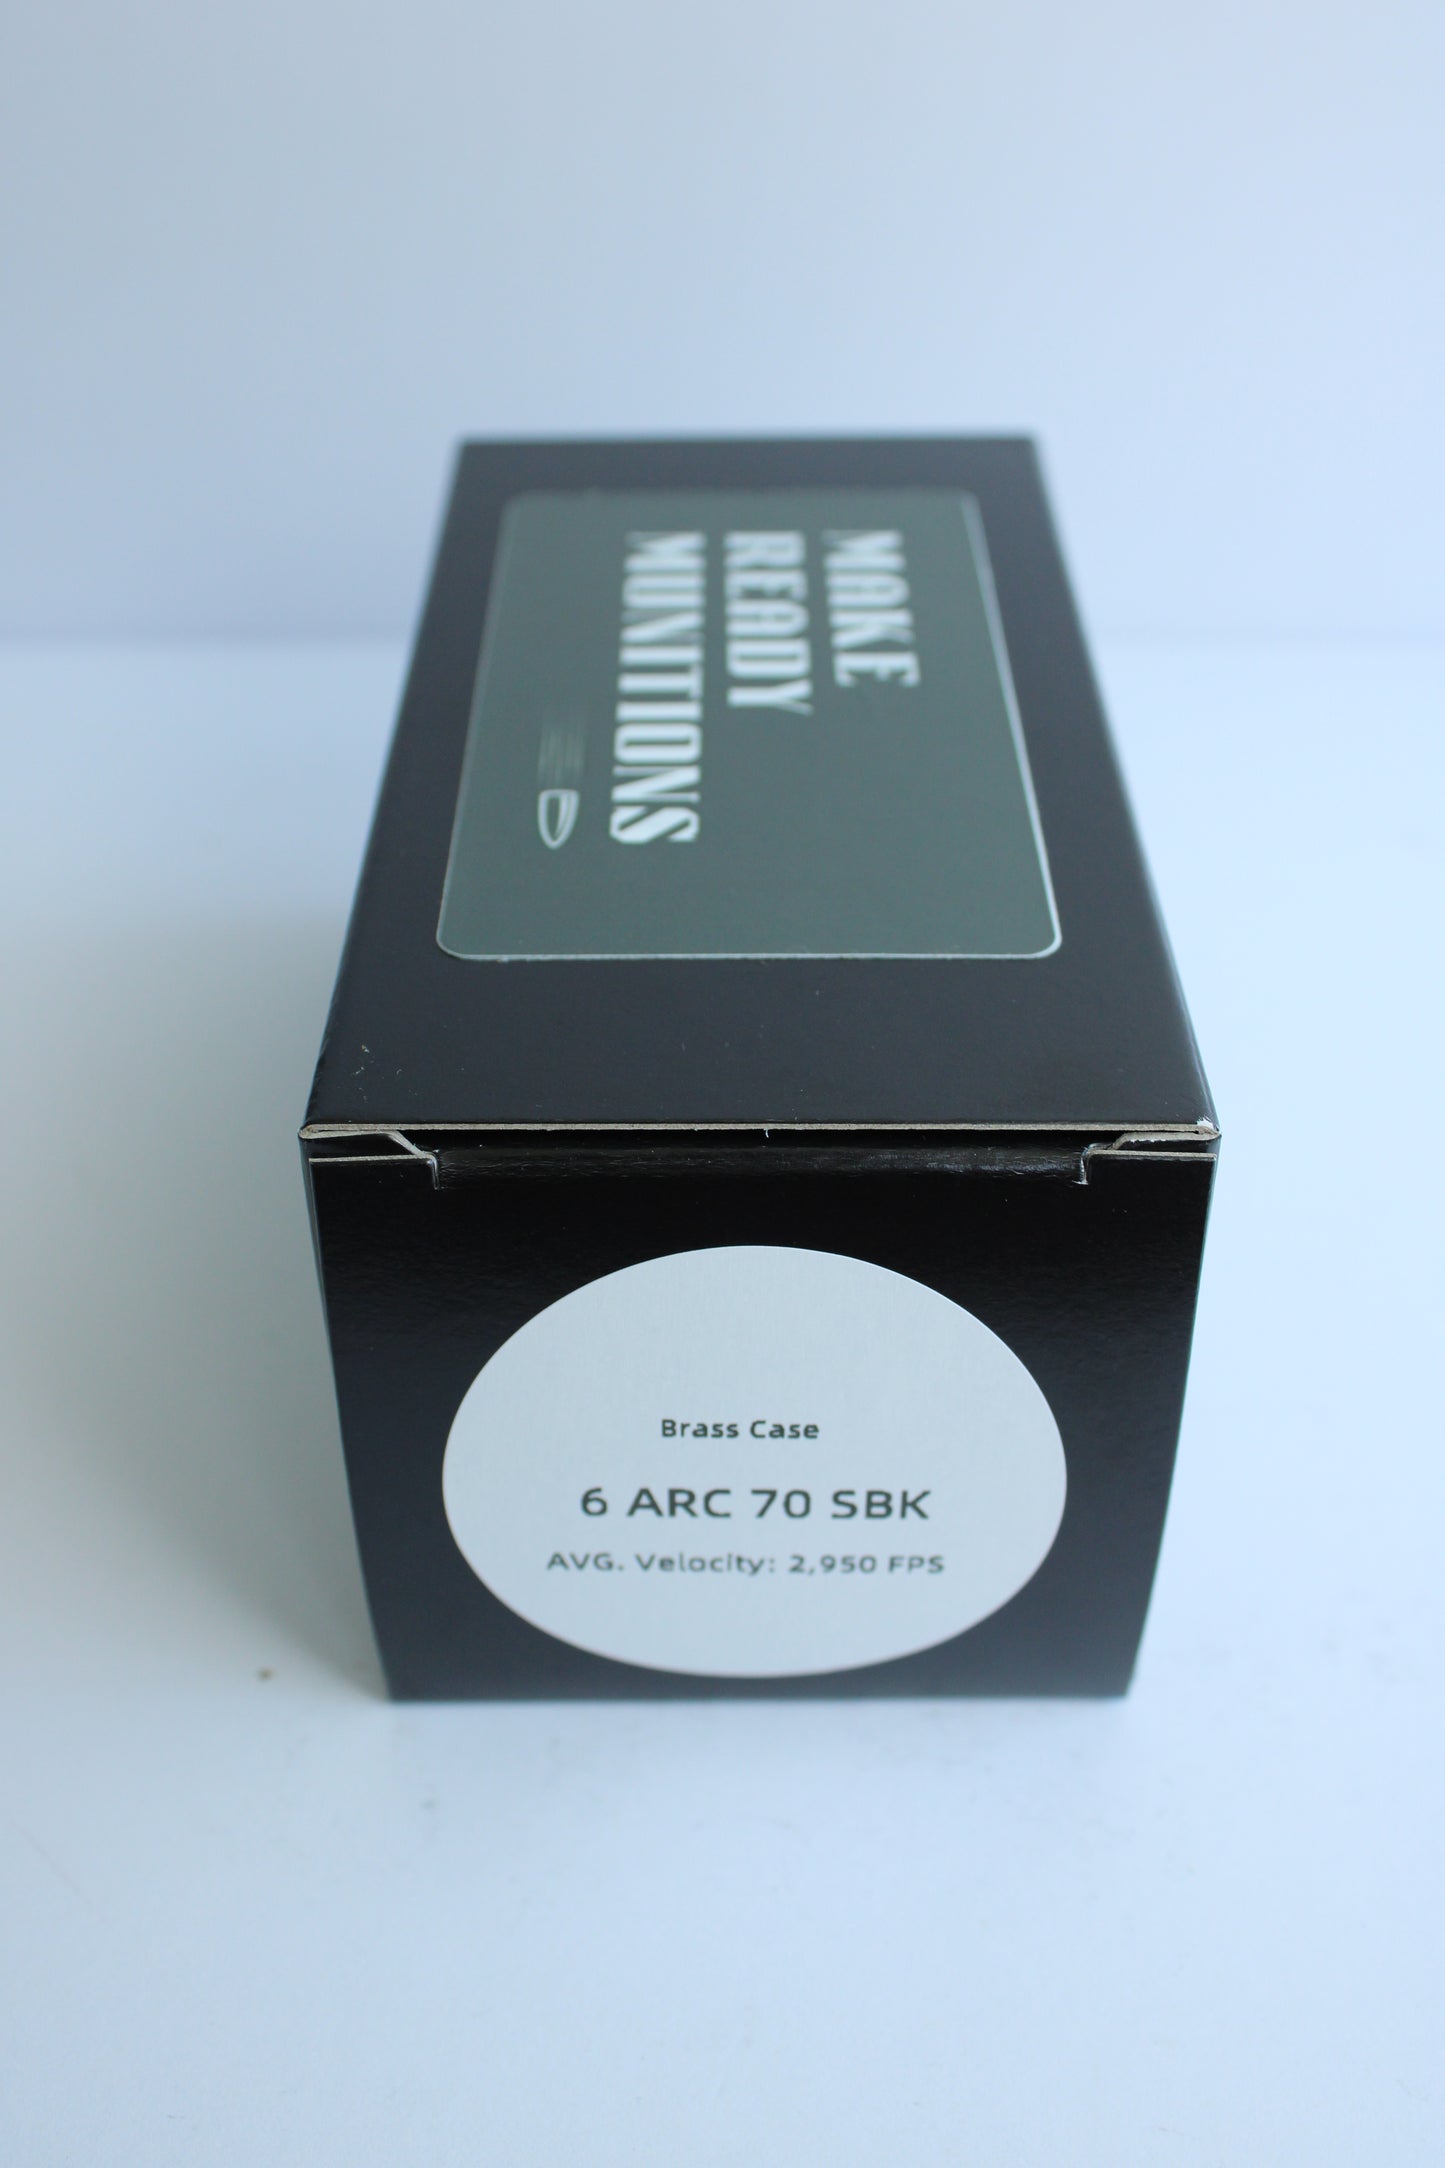 MAKE
READY
MUNITIONS
Brass Case
6 ARC 70 SBK
AVG. Velocity: 2,950 FPS